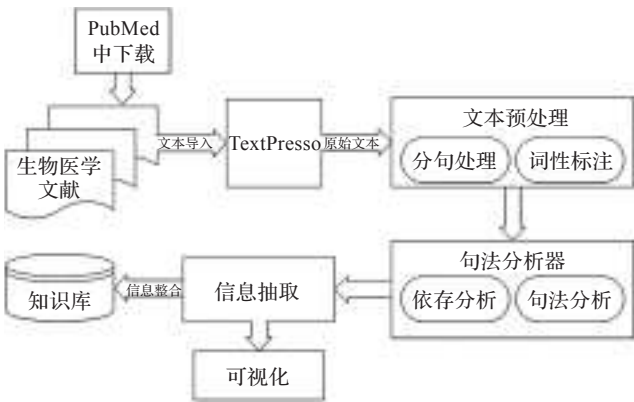 PubMed
中下载
生物医学
文献
文本导入
TextPresso
原始文本
文本预处理
分句处理
词性标注
句法分析器
依存分析
句法分析
信息抽取
信息整合
知识库
可视化